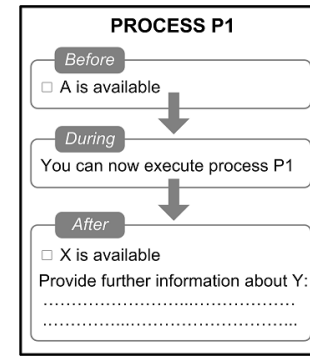 PROCESS P1
Before
☐ A is available
During
You can now execute process P1
After
☐ X is available
Provide further information about Y:
……………………...………………
……………...………………………...